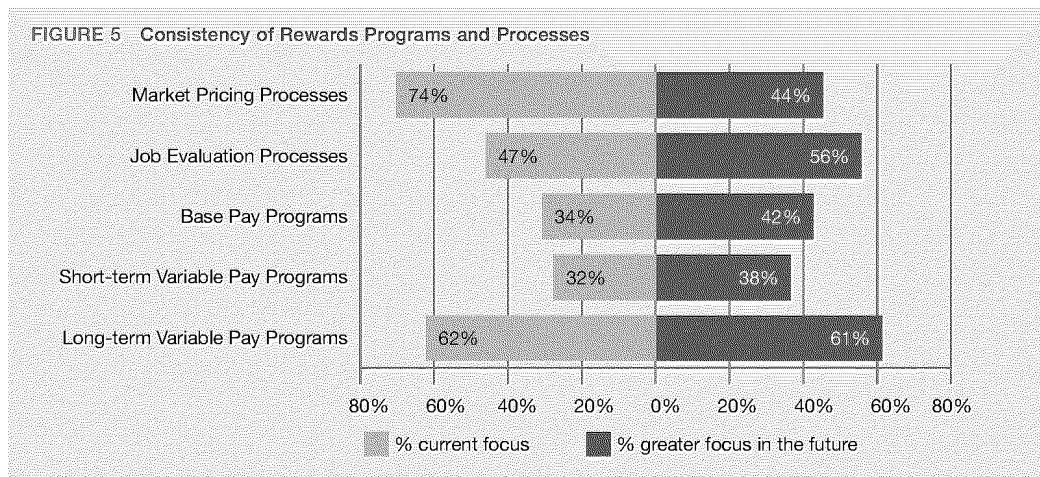 FIGURE 5 Consistency of Rewards Programs and Processes
Market Pricing Processes 74% 44%
Job Evaluation Processes 47% 56%
Base Pay Programs 34% 42%
Short-term Variable Pay Programs 32% 38%
Long-term Variable Pay Programs 62% 61%
80% 60% 40% 20% 0% 20% 40% 60% 80%
% current focus % greater focus in the future